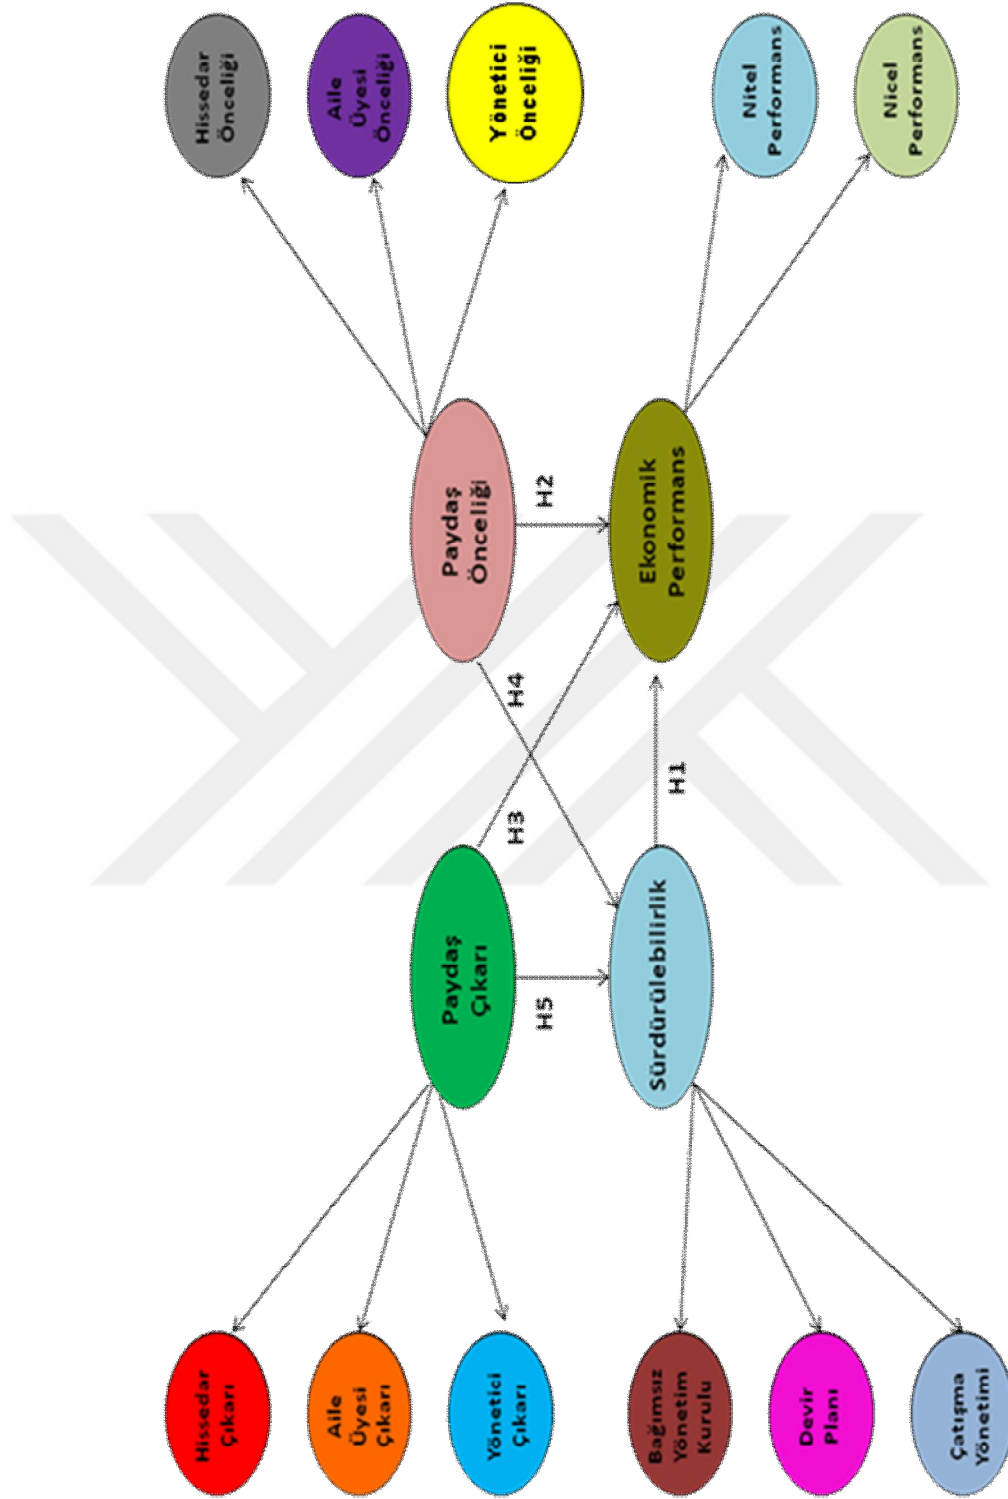 Hissedar
Çıkarı
Hissedar
Önceliği
Aile
Üyesi
Çıkarı
Aile
Üyesi
Önceliği
Paydaş
Çıkarı
Paydaş
Önceliği
Yönetici
Çıkarı
Yönetici
Önceliği
H3
H4
H5
H2
Sürdürülebilirlik
Ekonomik
Performans
H1
Bağımsız
Yönetim
Kurulu
Nitel
Performans
Devir
Planı
Nicel
Performans
Çatışma
Yönetimi